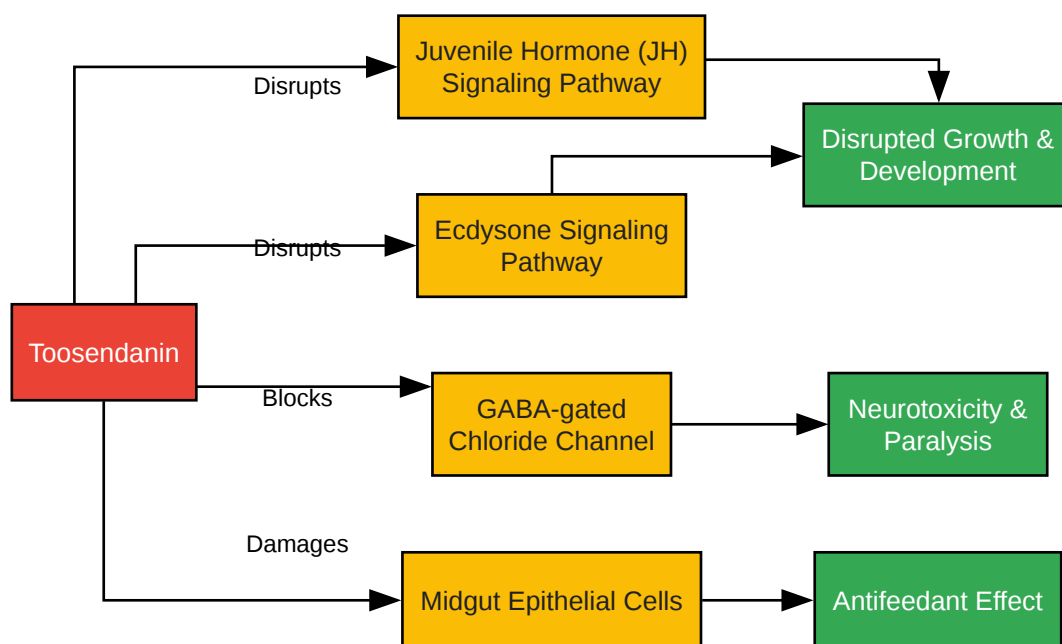 Juvenile Hormone (JH)
Signaling Pathway
Disrupts
Disrupted Growth &
Development
Ecdysone Signaling
Pathway
Disrupts
Toosendanin
Blocks
GABA-gated
Chloride Channel
Neurotoxicity &
Paralysis
Damages
Midgut Epithelial Cells
Antifeedant Effect